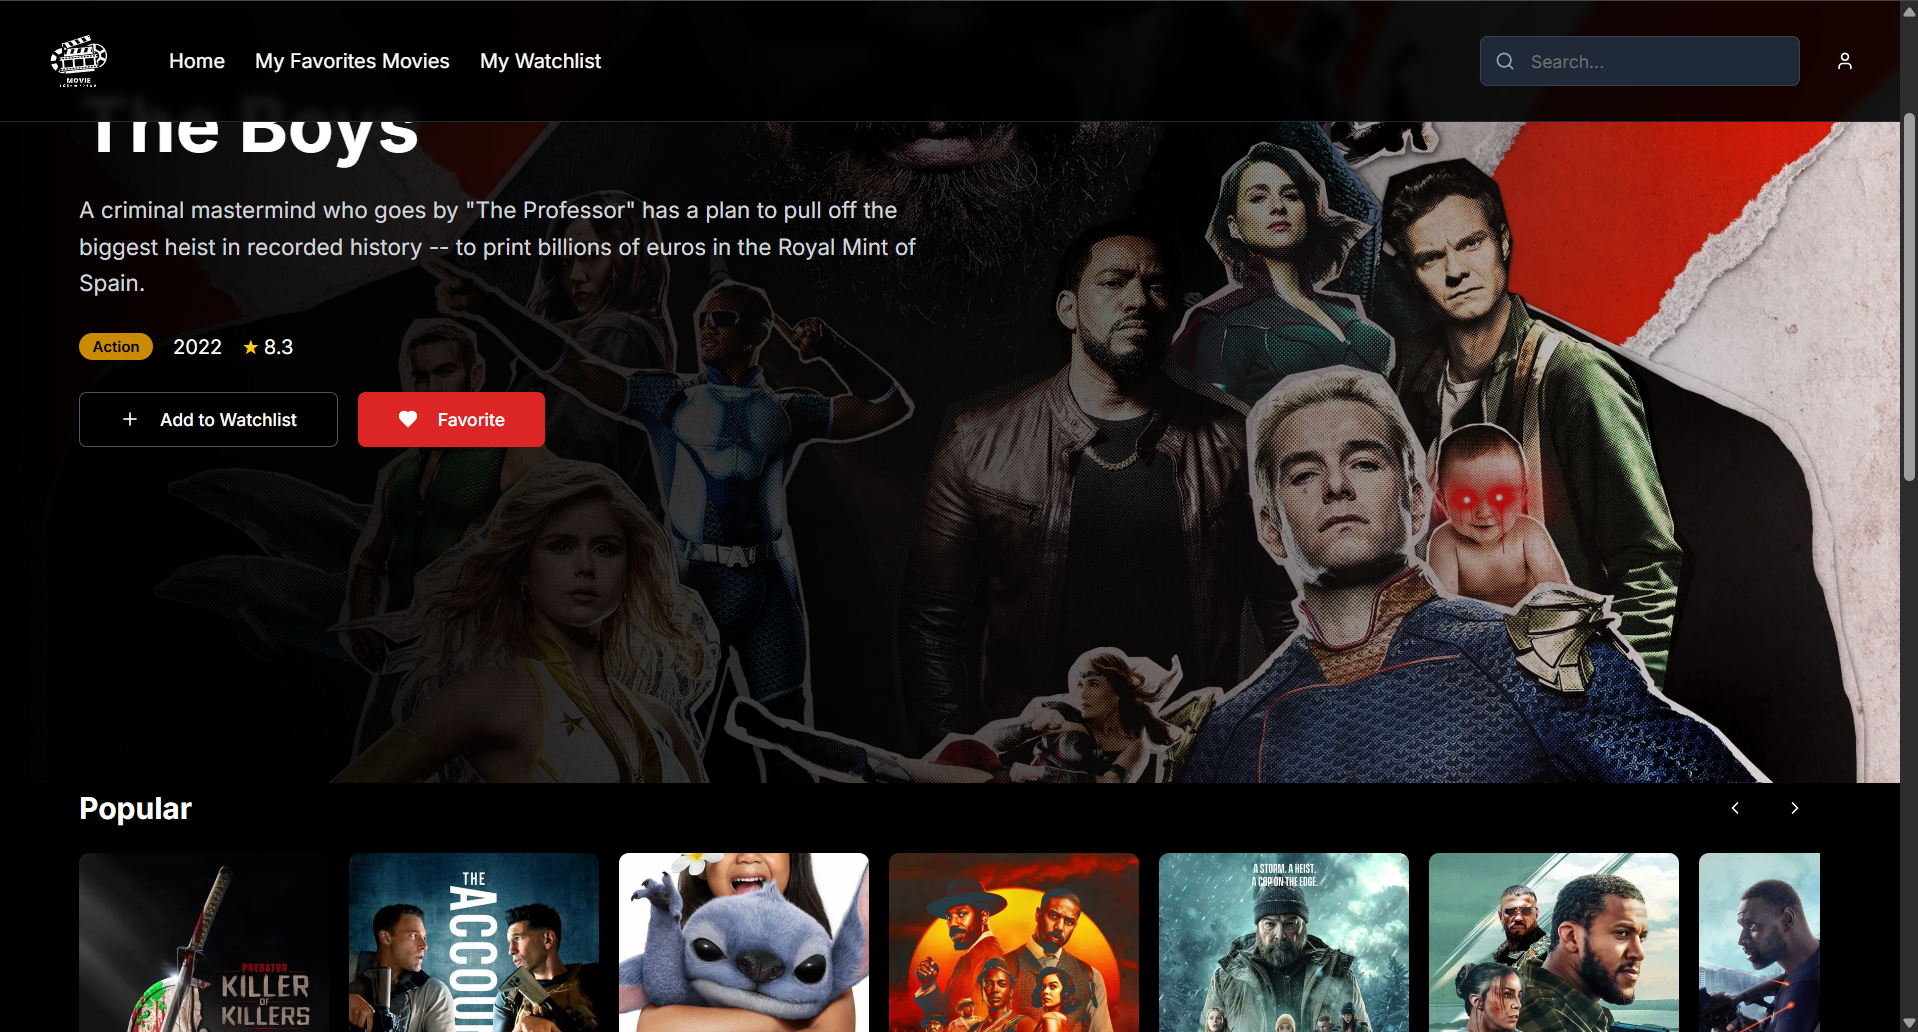 MOVIE
Home
My Favorites Movies
My Watchlist
Search...
The Boys
A criminal mastermind who goes by "The Professor" has a plan to pull off the
biggest heist in recorded history -- to print billions of euros in the Royal Mint of
Spain.
Action
2022
★ 8.3
Add to Watchlist
Favorite
Popular
PREDATOR
KILLER
OF
KILLERS
THE
A STORM. A HEIST.
A COP ON THE EDGE.